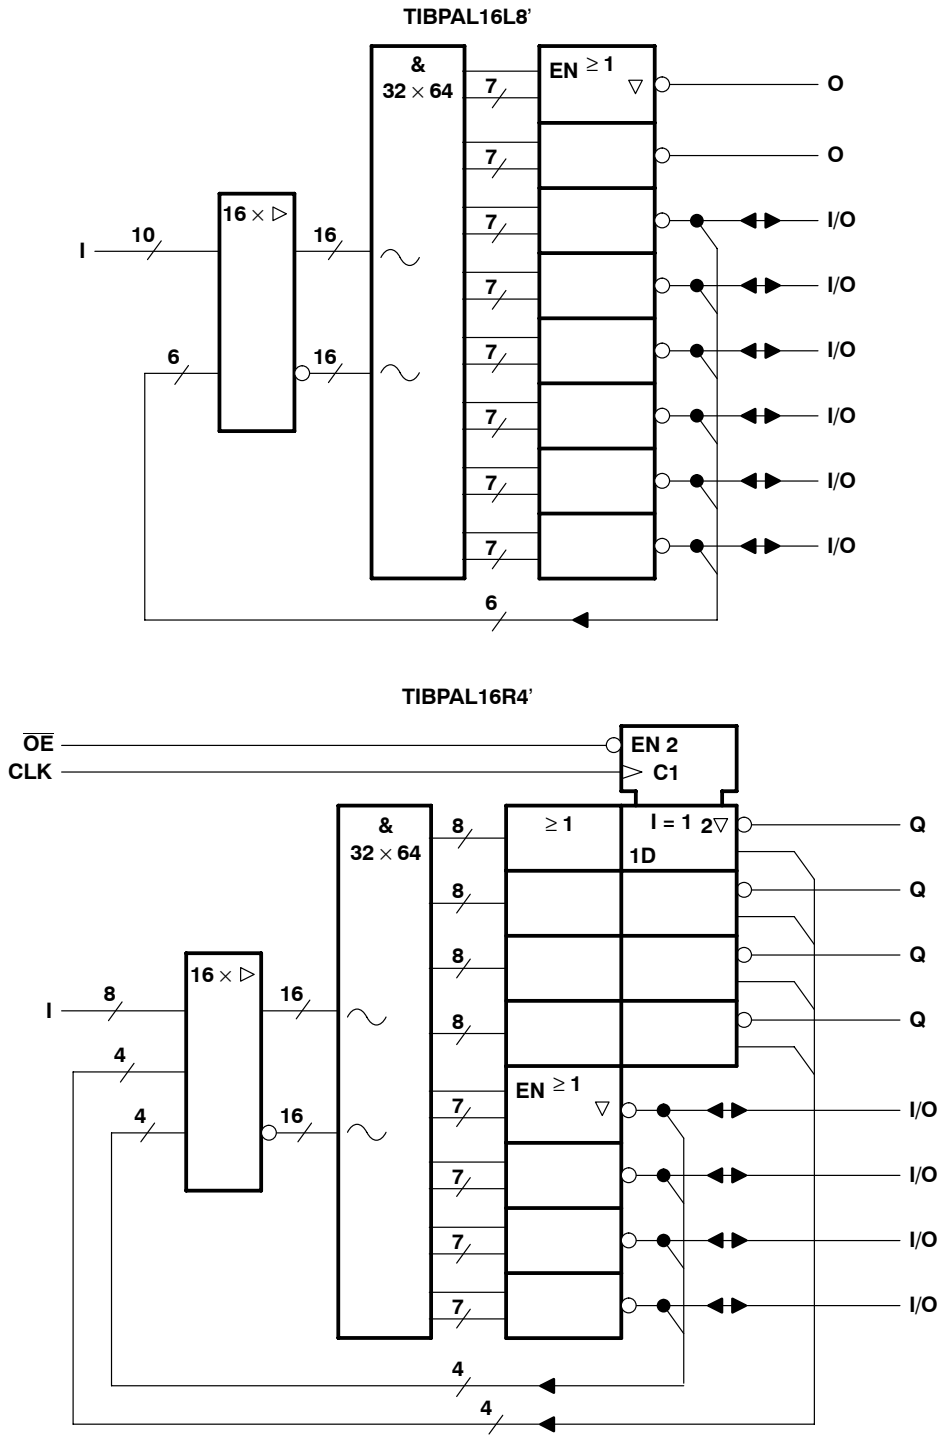 TIBPAL16L8’
&
32 × 64
EN ≥ 1
▽
7
O
7
O
16 × ▷
7
I/O
I
10
16
7
I/O
6
16
7
I/O
7
I/O
7
I/O
7
I/O
6
TIBPAL16R4’
OE
EN 2
CLK
C1
&
32 × 64
8
≥ 1
I = 1 2▽
1D
Q
8
Q
8
Q
16 × ▷
I
8
16
8
Q
4
EN ≥ 1
▽
7
I/O
4
16
7
I/O
7
I/O
7
I/O
4
4